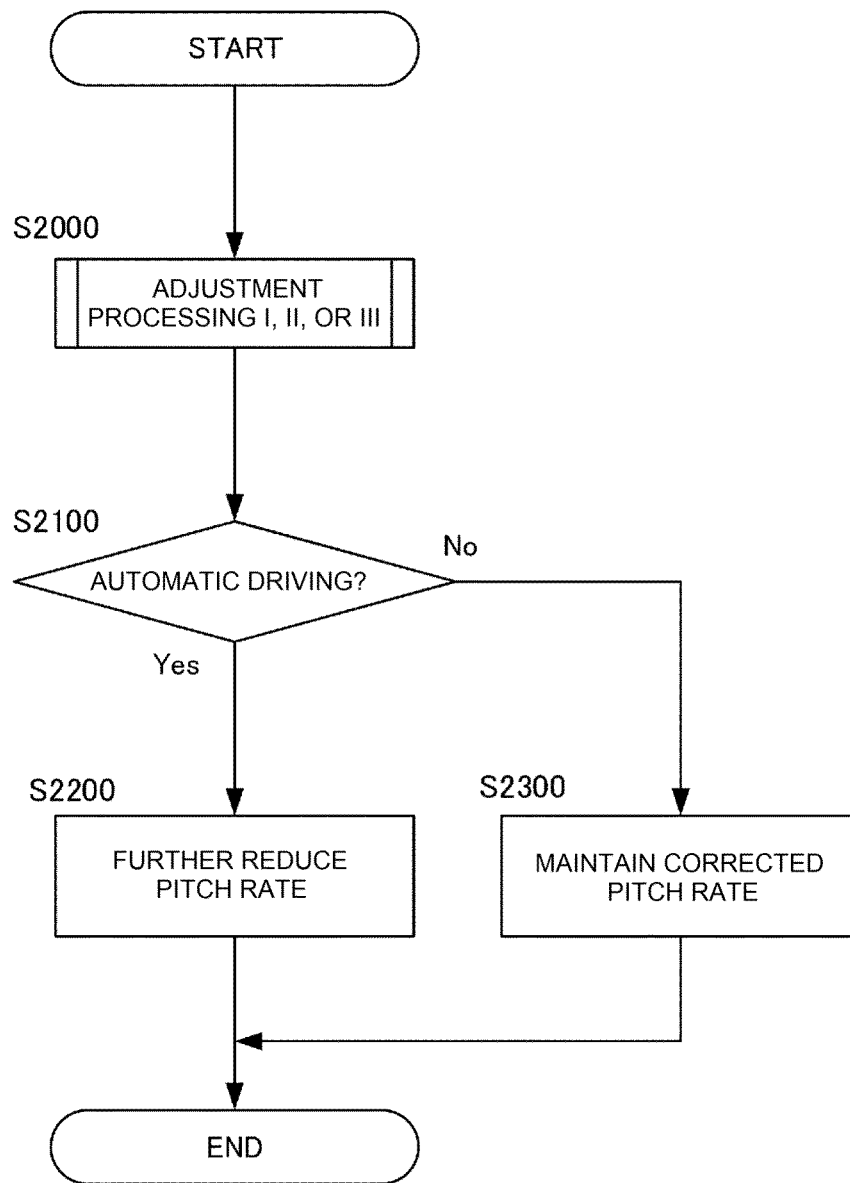 START
S2000
ADJUSTMENT
PROCESSING I, II, OR III
S2100
AUTOMATIC DRIVING?
No
Yes
S2200
FURTHER REDUCE
PITCH RATE
S2300
MAINTAIN CORRECTED
PITCH RATE
END